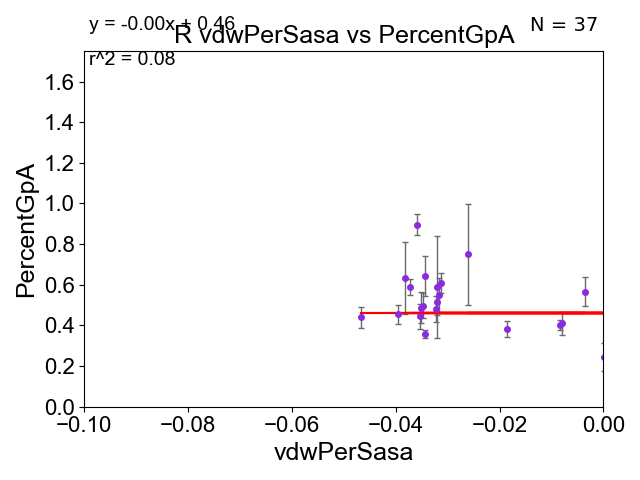 y = -0.00x + 0.46
R vdwPerSasa vs PercentGpA
N = 37
r^2 = 0.08
PercentGpA
1.6
1.4
1.2
1.0
0.8
0.6
0.4
0.2
0.0
−0.10
−0.08
−0.06
−0.04
−0.02
0.00
vdwPerSasa